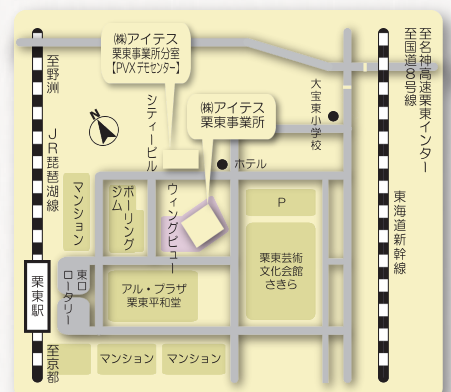 (株)アイテス
栗東事業所分室
【PVXデモセンター】
至名神高速栗東インター
至国道8号線
至野洲
シティービル
(株)アイテス
栗東事業所
大宝東小学校
N
JR琵琶湖線
ホテル
マンション
ボーリング
ジム
ウィングビュー
P
東海道新幹線
栗東芸術
文化会館
さきら
栗東駅
東口
ロータリー
アル・プラザ
栗東平和堂
至京都
マンション
マンション